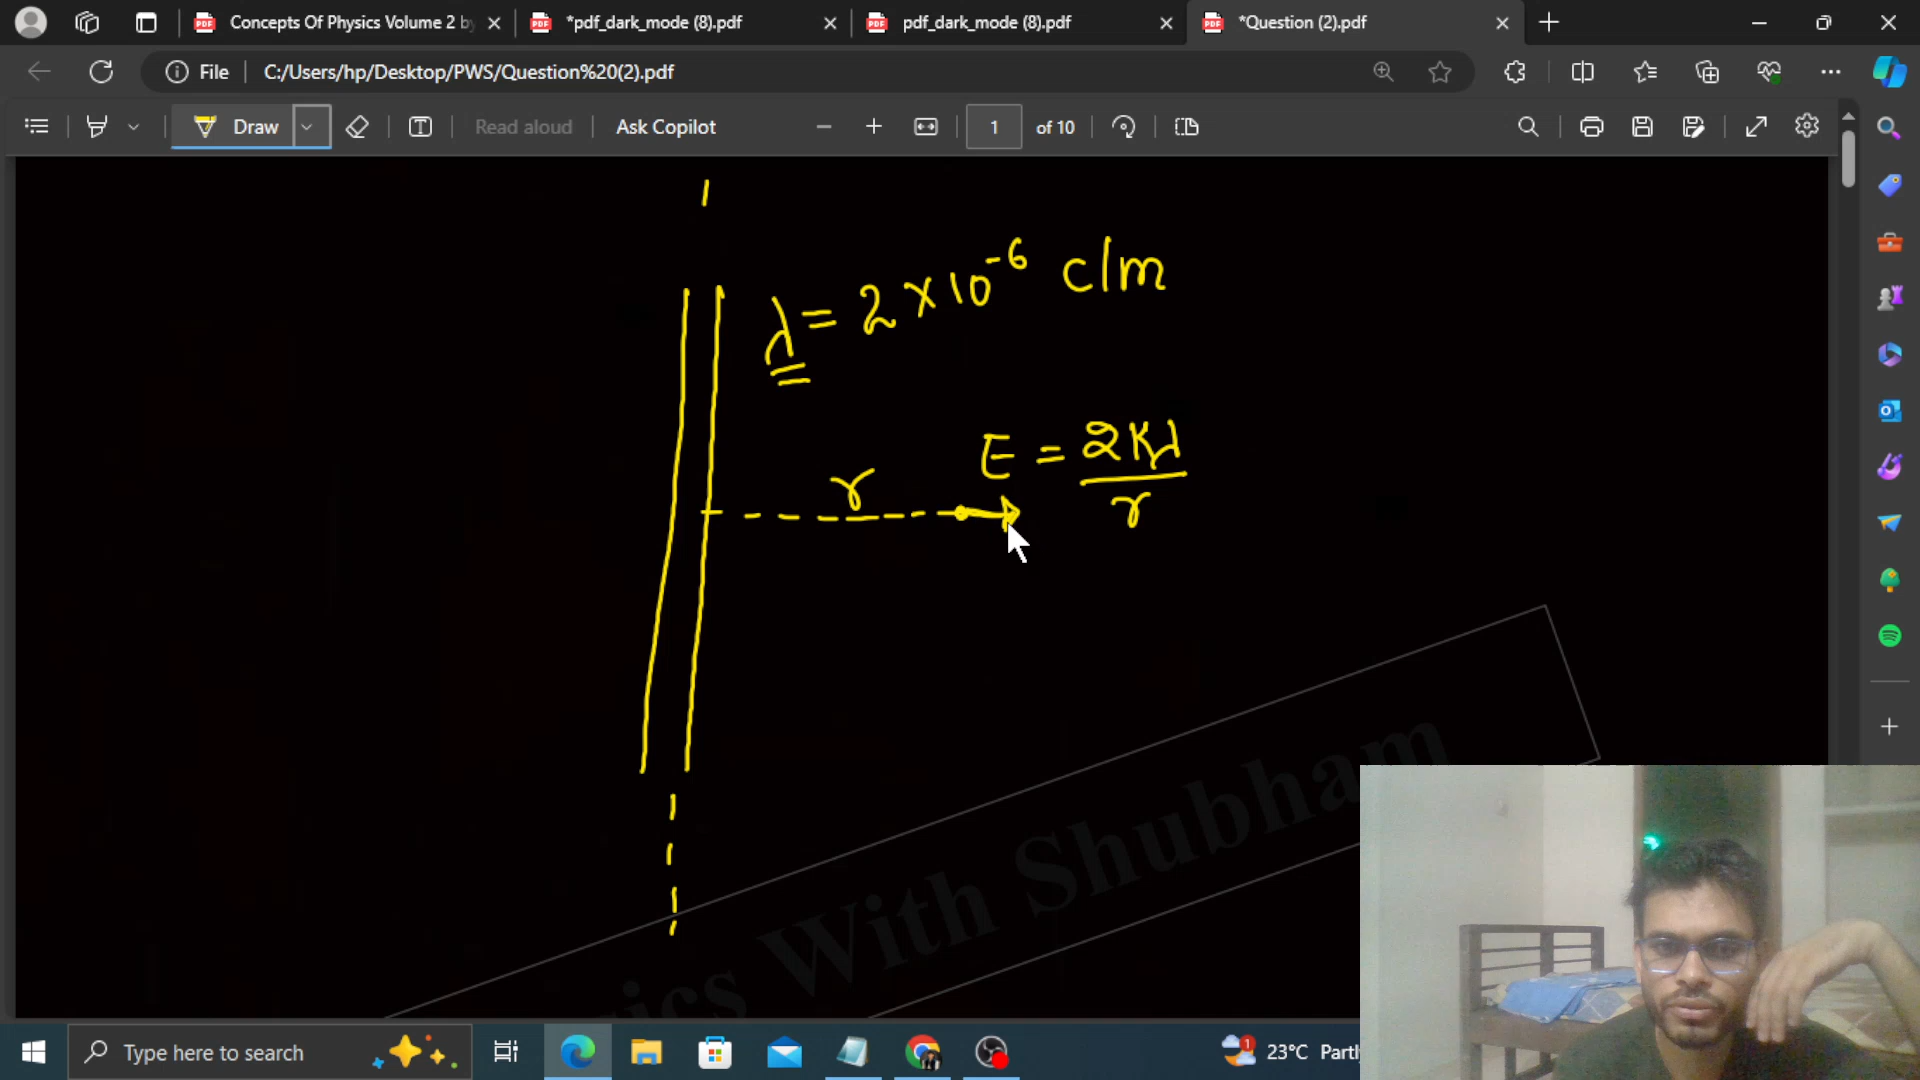 Concepts Of Physics Volume 2 by
*pdf_dark_mode (8).pdf
pdf_dark_mode (8).pdf
*Question (2).pdf
File
C:/Users/hp/Desktop/PWS/Question%20(2).pdf
Draw
Read aloud
Ask Copilot
1
of 10
λ = 2 × 10⁻⁶ c/m
E = 2Kλ / r
r
Physics With Shubham
Type here to search
1
23°C